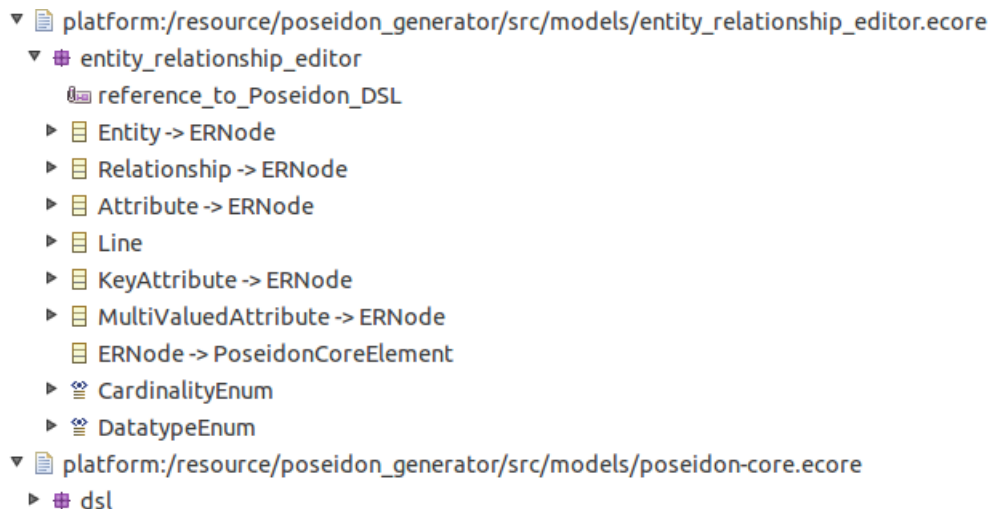 platform:/resource/poseidon_generator/src/models/entity_relationship_editor.ecore
entity_relationship_editor
reference_to_Poseidon_DSL
Entity -> ERNode
Relationship -> ERNode
Attribute -> ERNode
Line
KeyAttribute -> ERNode
MultiValuedAttribute -> ERNode
ERNode -> PoseidonCoreElement
CardinalityEnum
DatatypeEnum
platform:/resource/poseidon_generator/src/models/poseidon-core.ecore
dsl